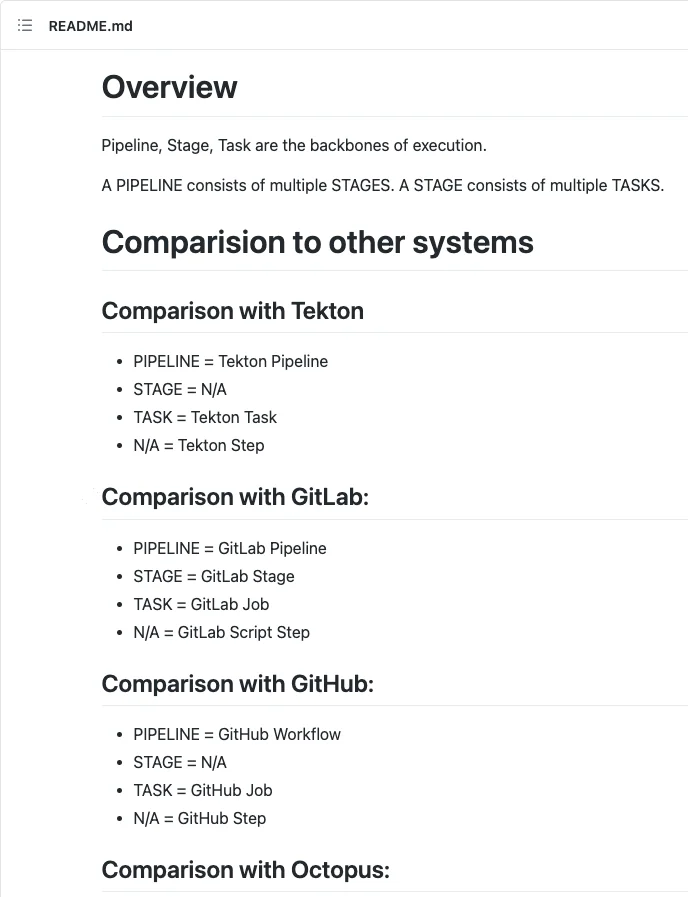 README.md
Overview
Pipeline, Stage, Task are the backbones of execution.
A PIPELINE consists of multiple STAGES. A STAGE consists of multiple TASKS.
Comparision to other systems
Comparison with Tekton
• PIPELINE = Tekton Pipeline
• STAGE = N/A
• TASK = Tekton Task
• N/A = Tekton Step
Comparison with GitLab:
• PIPELINE = GitLab Pipeline
• STAGE = GitLab Stage
• TASK = GitLab Job
• N/A = GitLab Script Step
Comparison with GitHub:
• PIPELINE = GitHub Workflow
• STAGE = N/A
• TASK = GitHub Job
• N/A = GitHub Step
Comparison with Octopus: